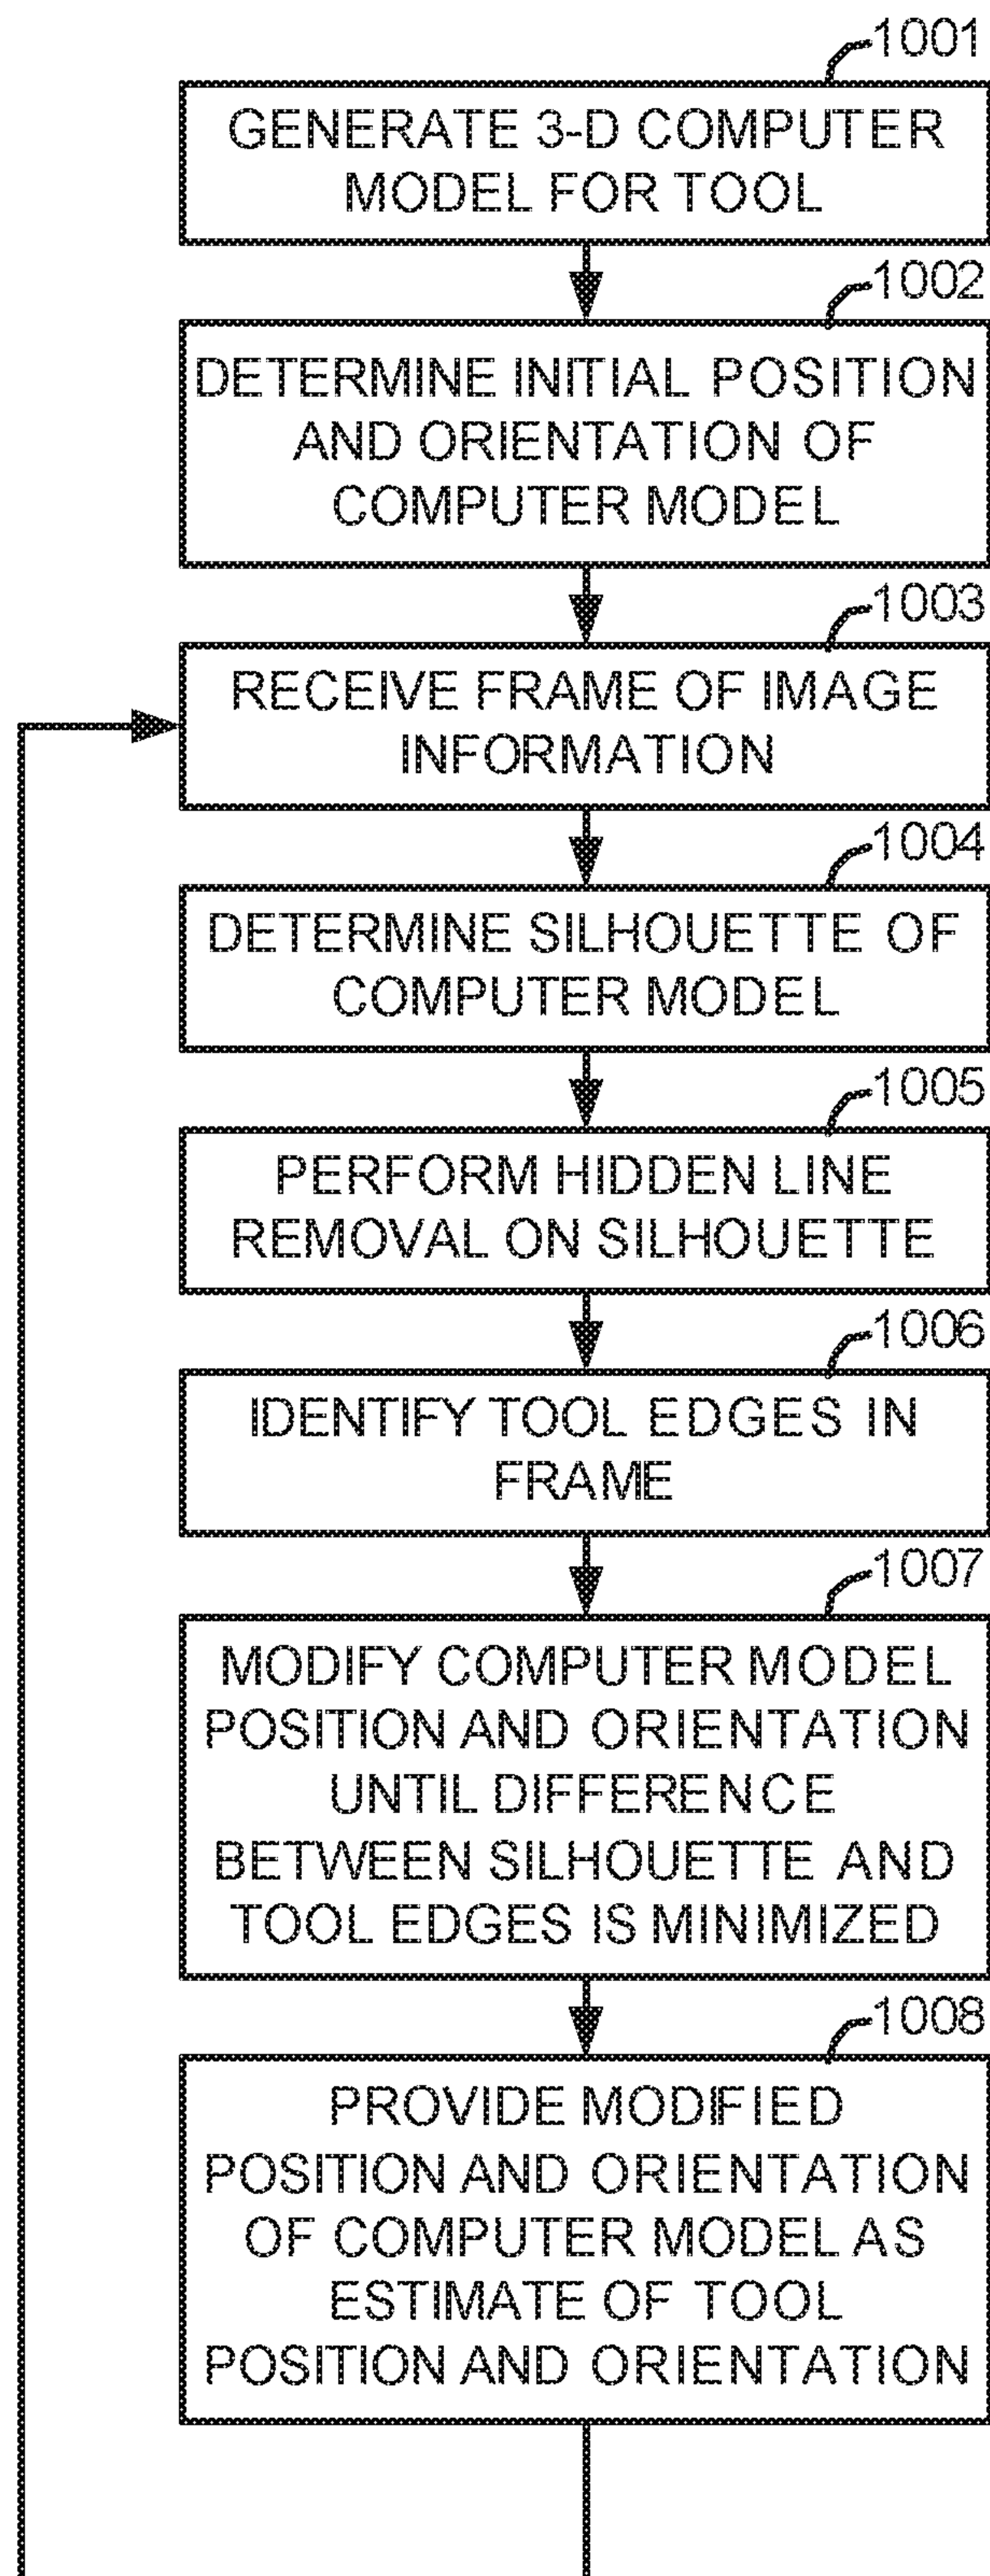 1001
GENERATE 3-D COMPUTER
MODEL FOR TOOL
1002
DETERMINE INITIAL POSITION
AND ORIENTATION OF
COMPUTER MODEL
1003
RECEIVE FRAME OF IMAGE
INFORMATION
1004
DETERMINE SILHOUETTE OF
COMPUTER MODEL
1005
PERFORM HIDDEN LINE
REMOVAL ON SILHOUETTE
1006
IDENTIFY TOOL EDGES IN
FRAME
1007
MODIFY COMPUTER MODEL
POSITION AND ORIENTATION
UNTIL DIFFERENCE
BETWEEN SILHOUETTE AND
TOOL EDGES IS MINIMIZED
1008
PROVIDE MODIFIED
POSITION AND ORIENTATION
OF COMPUTER MODEL AS
ESTIMATE OF TOOL
POSITION AND ORIENTATION